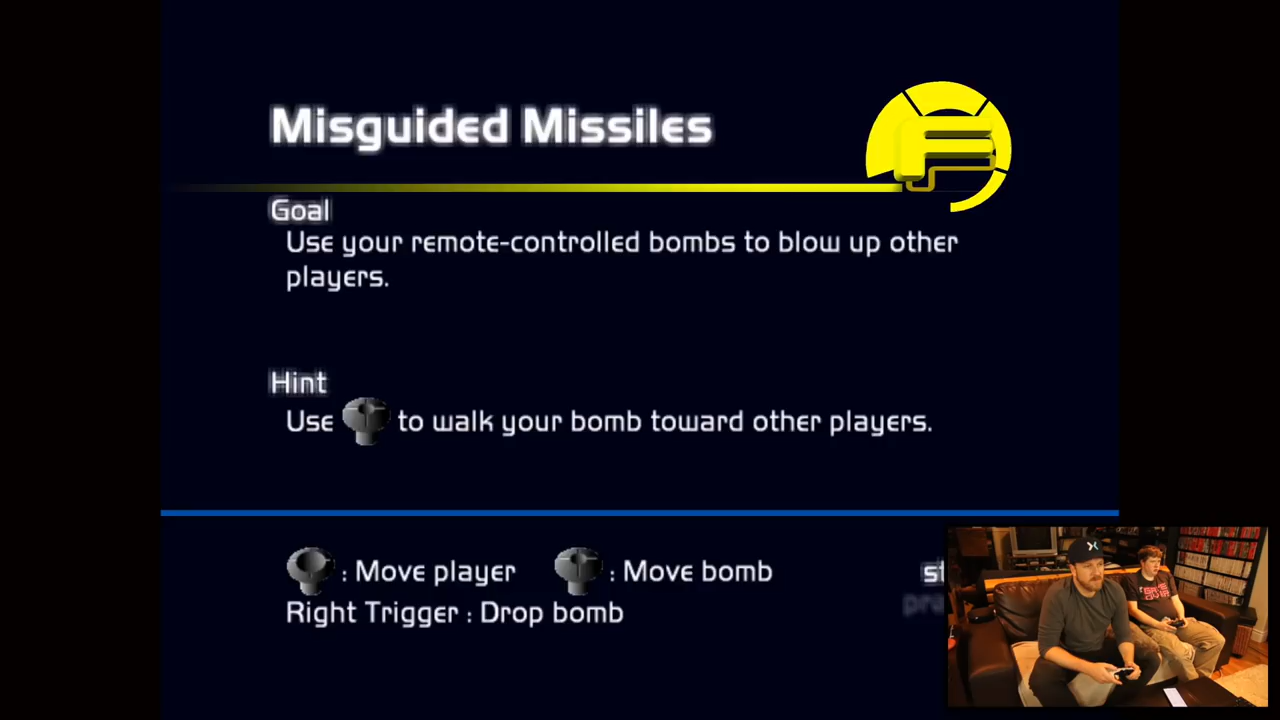 Misguided Missiles
F
Goal
Use your remote-controlled bombs to blow up other
players.
Hint
Use to walk your bomb toward other players.
: Move player : Move bomb
Right Trigger : Drop bomb